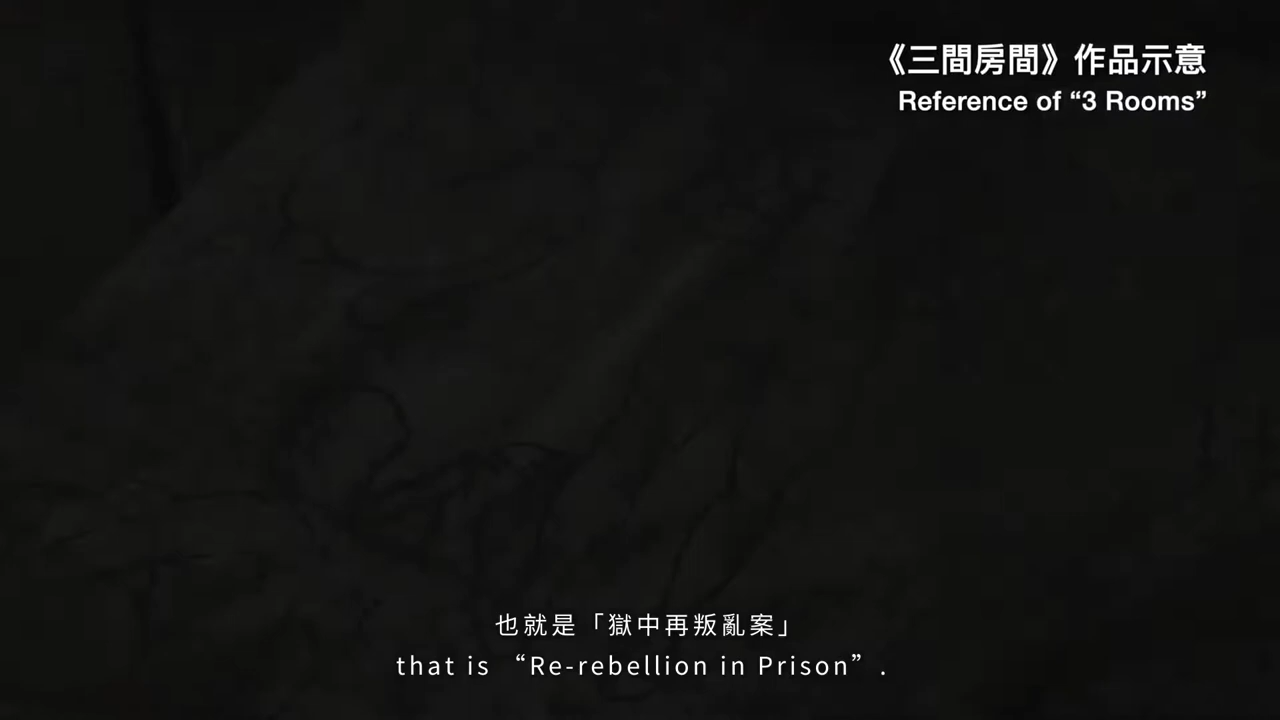 《三間房間》作品示意
Reference of “3 Rooms”
也就是「獄中再叛亂案」
that is “Re-rebellion in Prison”.